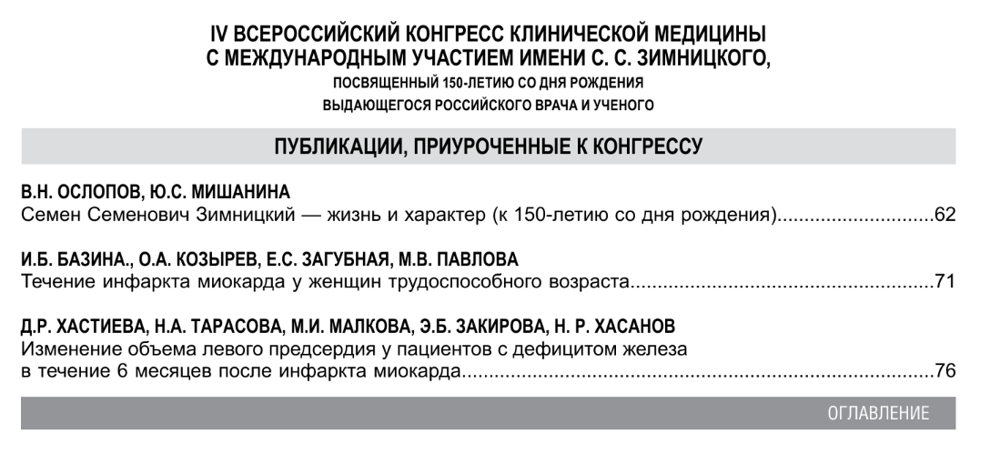 IV ВСЕРОССИЙСКИЙ КОНГРЕСС КЛИНИЧЕСКОЙ МЕДИЦИНЫ
С МЕЖДУНАРОДНЫМ УЧАСТИЕМ ИМЕНИ С. С. ЗИМНИЦКОГО,
ПОСВЯЩЕННЫЙ 150-ЛЕТИЮ СО ДНЯ РОЖДЕНИЯ
ВЫДАЮЩЕГОСЯ РОССИЙСКОГО ВРАЧА И УЧЕНОГО
ПУБЛИКАЦИИ, ПРИУРОЧЕННЫЕ К КОНГРЕССУ
В.Н. ОСЛОПОВ, Ю.С. МИШАНИНА
Семен Семенович Зимницкий — жизнь и характер (к 150-летию со дня рождения).............................62
И.Б. БАЗИНА., О.А. КОЗЫРЕВ, Е.С. ЗАГУБНАЯ, М.В. ПАВЛОВА
Течение инфаркта миокарда у женщин трудоспособного возраста........................................................71
Д.Р. ХАСТИЕВА, Н.А. ТАРАСОВА, М.И. МАЛКОВА, Э.Б. ЗАКИРОВА, Н. Р. ХАСАНОВ
Изменение объема левого предсердия у пациентов с дефицитом железа
в течение 6 месяцев после инфаркта миокарда.......................................................................................76
ОГЛАВЛЕНИЕ